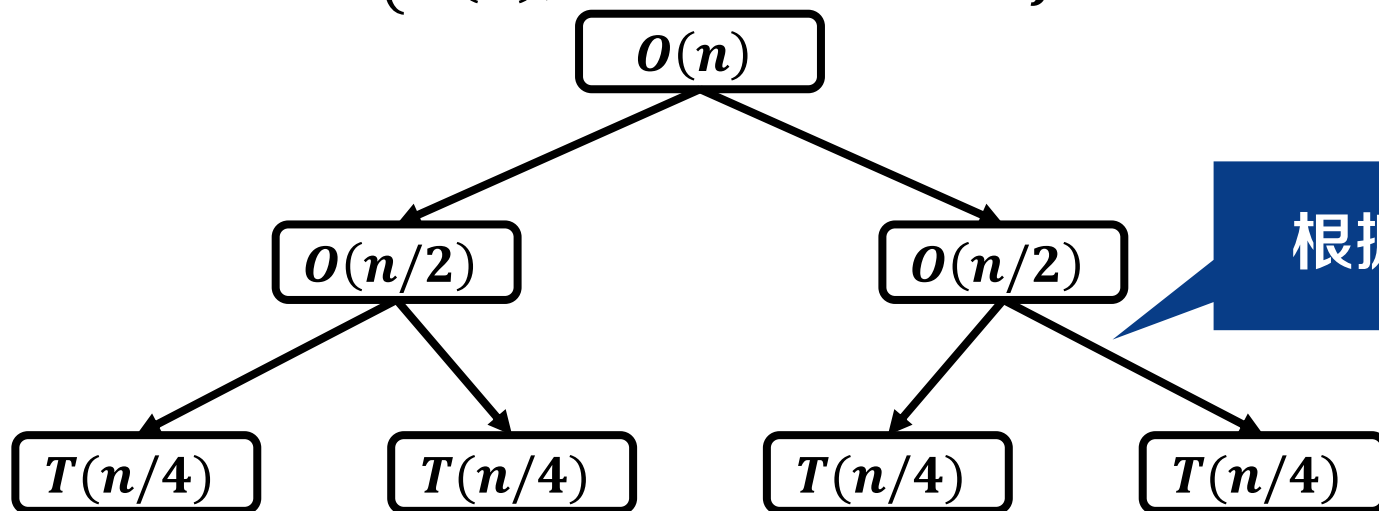 O(n)
O(n/2) O(n/2)
根
T(n/4) T(n/4) T(n/4) T(n/4)